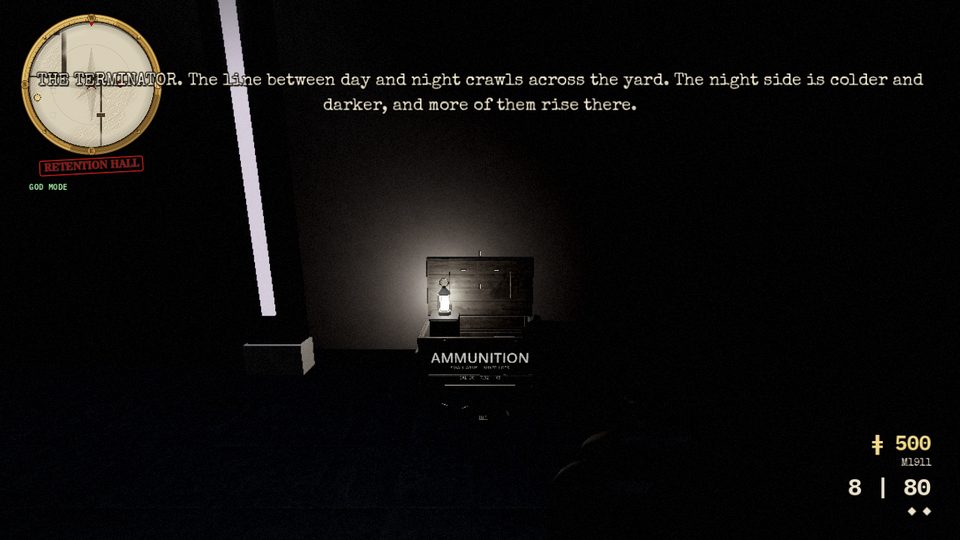 THE TERMINATOR. The line between day and night crawls across the yard. The night side is colder and
darker, and more of them rise there.
RETENTION HALL
GOD MODE
AMMUNITION
500
M1911
8 | 80